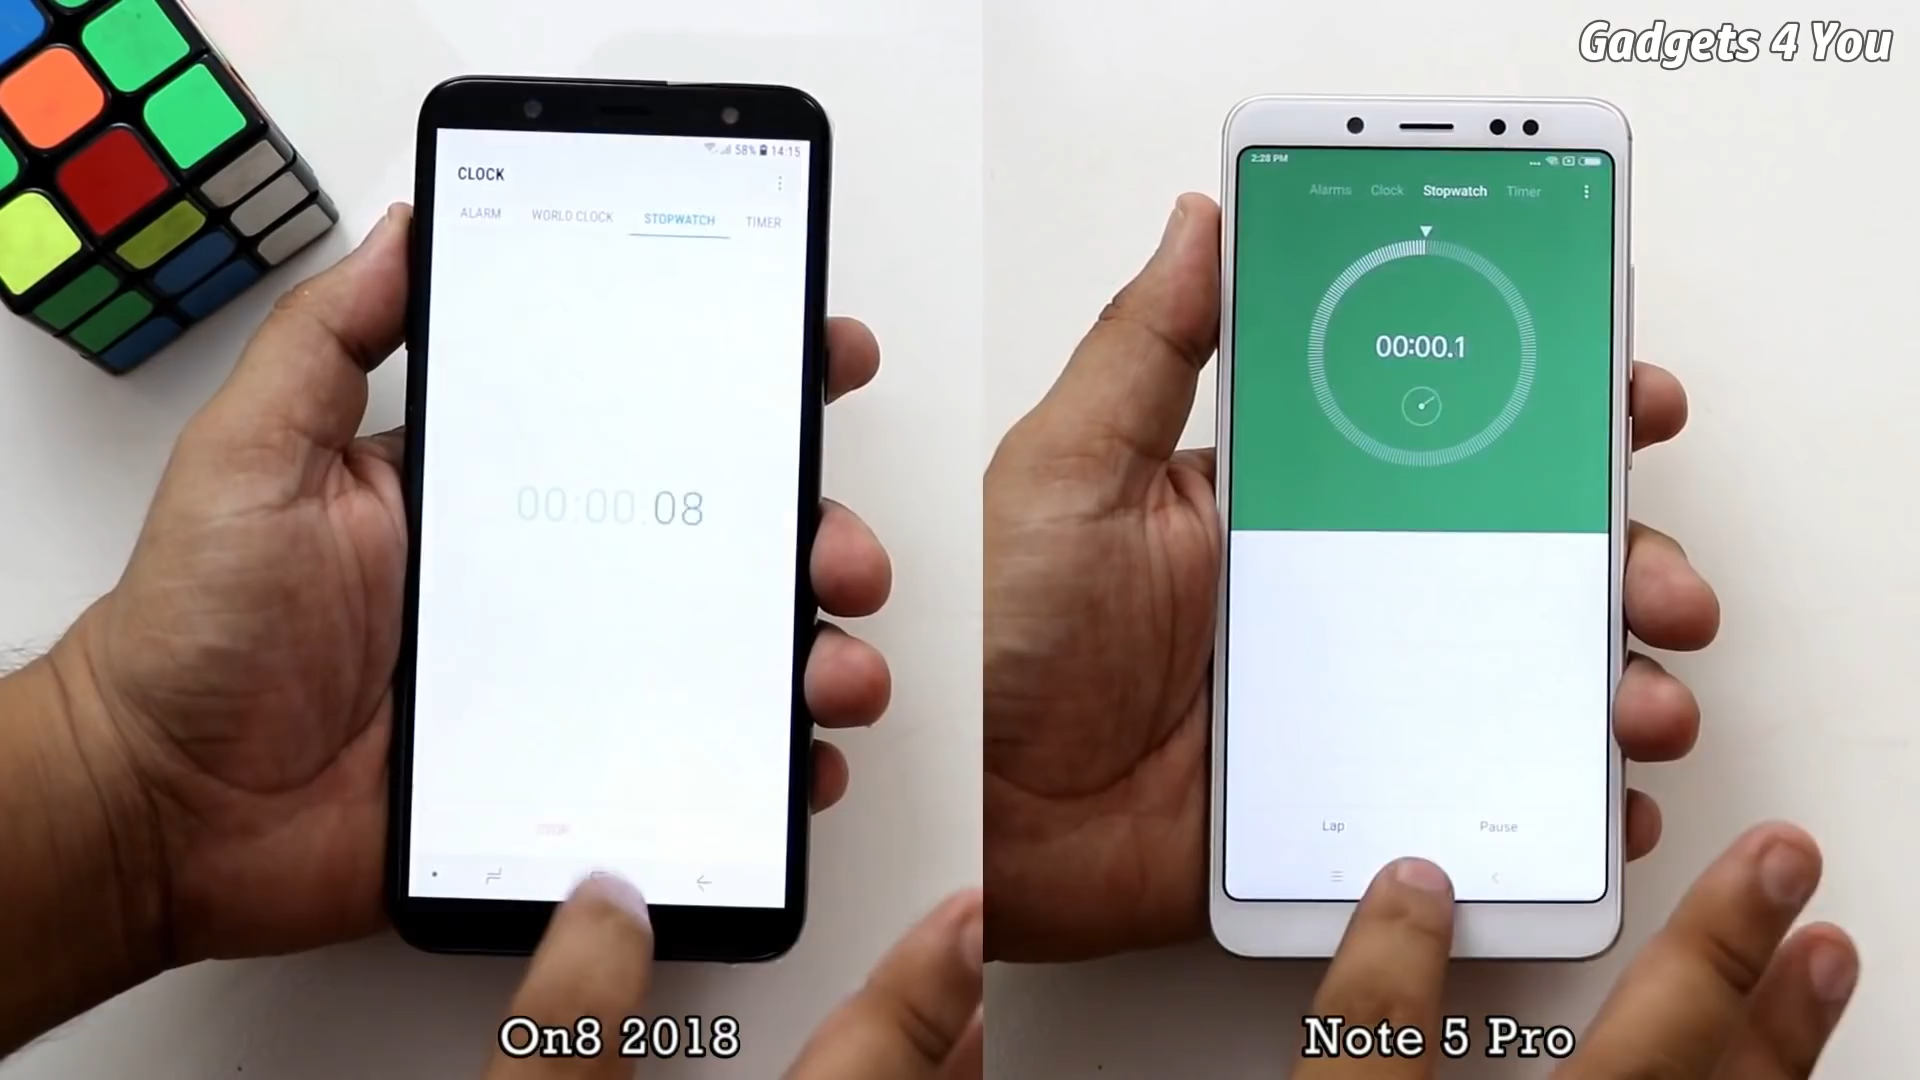 Gadgets 4 You
58% 14:15
CLOCK
ALARM WORLD CLOCK STOPWATCH TIMER
00:00.08
STOP
On8 2018
2:28 PM
Alarms Clock Stopwatch Timer
00:00.1
Lap Pause
Note 5 Pro